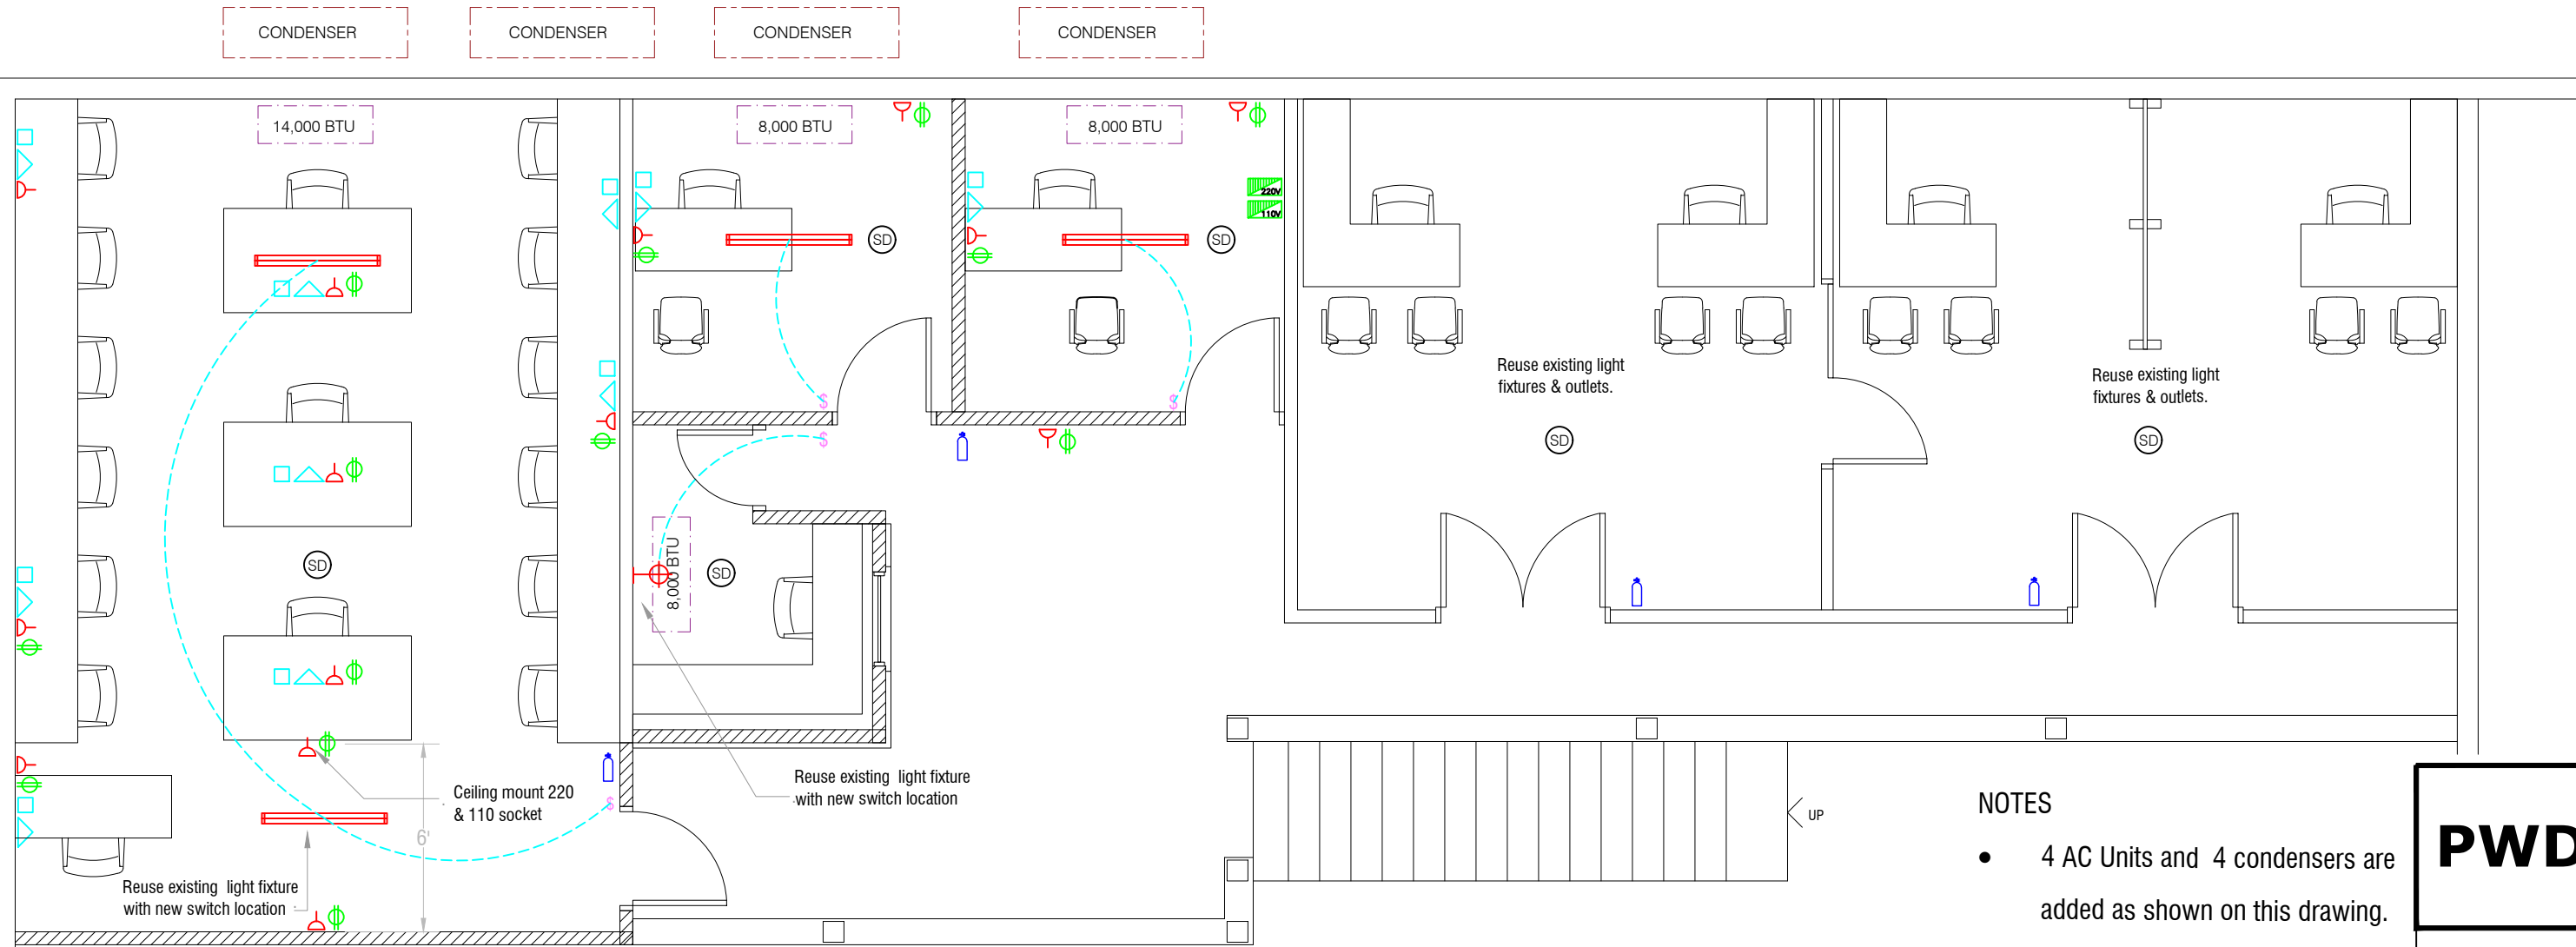 CONDENSER
CONDENSER
CONDENSER
CONDENSER
14,000 BTU
8,000 BTU
8,000 BTU
220V
110V
SD
SD
Reuse existing light
fixtures & outlets.
Reuse existing light
fixtures & outlets.
$
$
$
SD
SD
SD
SD
8,000 BTU
Ceiling mount 220
& 110 socket
6'
$
Reuse existing light fixture
with new switch location
Reuse existing light fixture
with new switch location
UP
NOTES
• 4 AC Units and 4 condensers are
added as shown on this drawing.
PWD